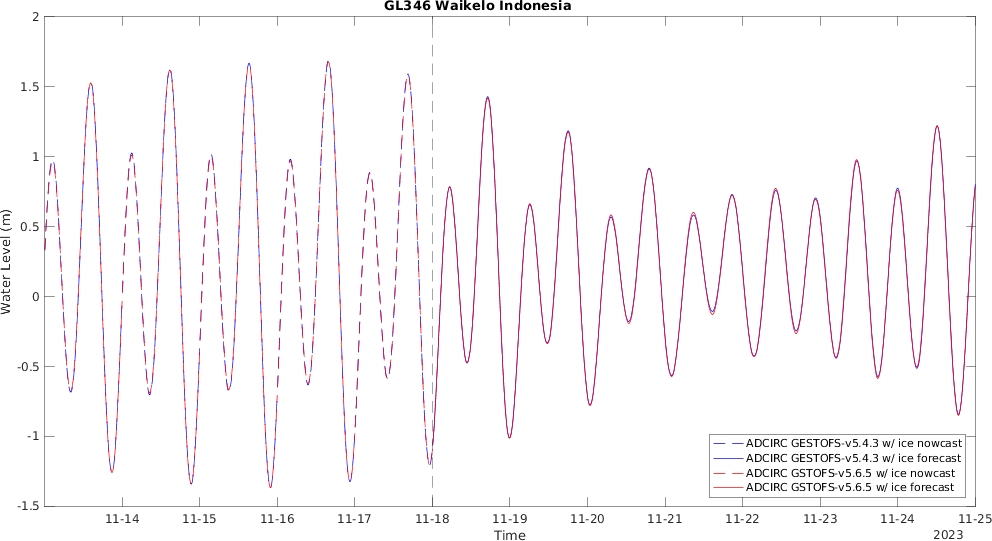 GL346 Waikelo Indonesia
2
1.5
1
0.5
0
-0.5
-1
-1.5
Water Level (m)
ADCIRC GESTOFS-v5.4.3 w/ ice nowcast
ADCIRC GESTOFS-v5.4.3 w/ ice forecast
ADCIRC GSTOFS-v5.6.5 w/ ice nowcast
ADCIRC GSTOFS-v5.6.5 w/ ice forecast
11-14 11-15 11-16 11-17 11-18 11-19 11-20 11-21 11-22 11-23 11-24 11-25
Time
2023